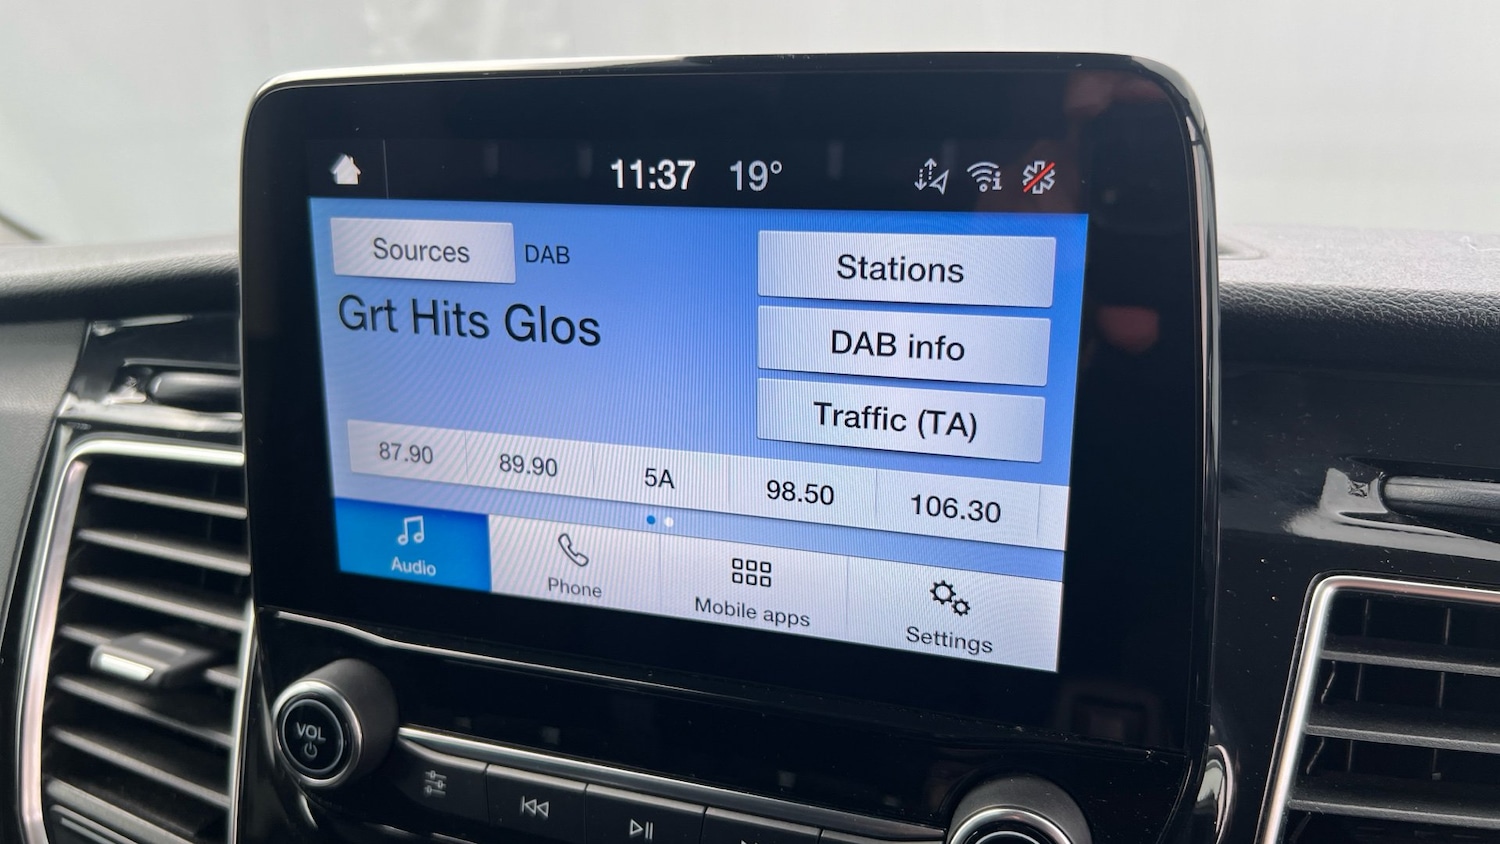 11:37 19°
Sources DAB
Grt Hits Glos
Stations
DAB info
Traffic (TA)
87.90 89.90 5A 98.50 106.30
Audio Phone Mobile apps Settings
VOL